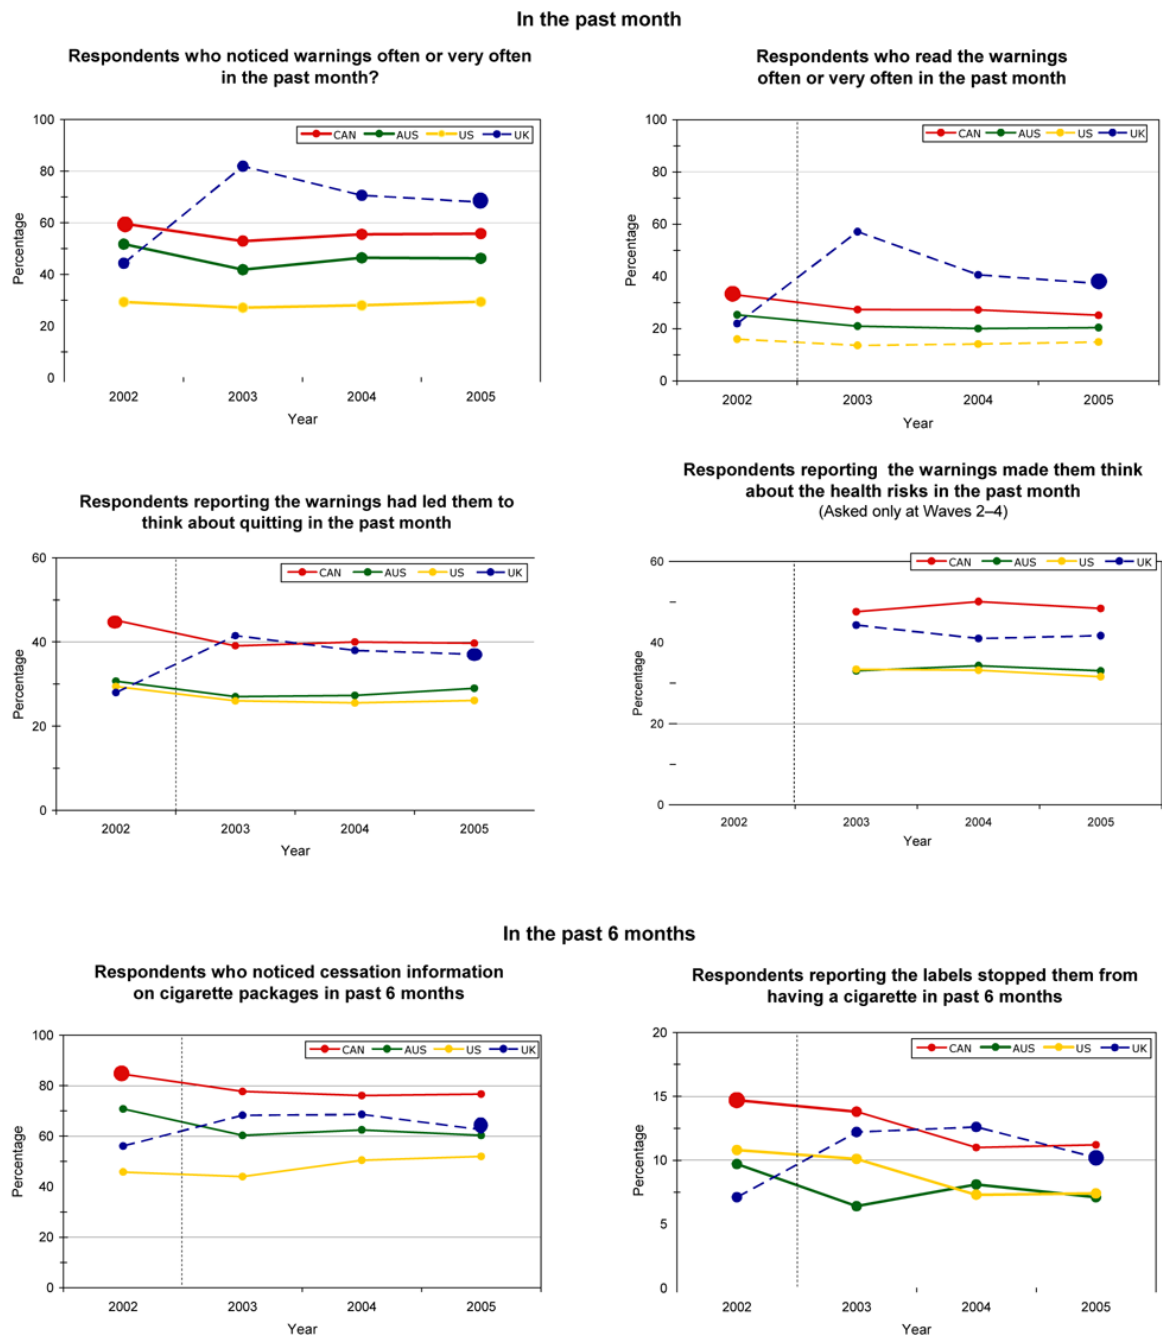 In the past month
Respondents who noticed warnings often or very often
in the past month?
100
80
60
40
20
0
Percentage
CAN AUS US UK
2002 2003 2004 2005
Year
Respondents who read the warnings
often or very often in the past month
100
80
60
40
20
0
Percentage
CAN AUS US UK
2002 2003 2004 2005
Year
Respondents reporting the warnings had led them to
think about quitting in the past month
60
40
20
0
Percentage
CAN AUS US UK
2002 2003 2004 2005
Year
Respondents reporting the warnings made them think
about the health risks in the past month
(Asked only at Waves 2–4)
60
40
20
0
Percentage
CAN AUS US UK
2002 2003 2004 2005
Year
In the past 6 months
Respondents who noticed cessation information
on cigarette packages in past 6 months
100
80
60
40
20
0
Percentage
CAN AUS US UK
2002 2003 2004 2005
Year
Respondents reporting the labels stopped them from
having a cigarette in past 6 months
20
15
10
5
0
Percentage
CAN AUS US UK
2002 2003 2004 2005
Year